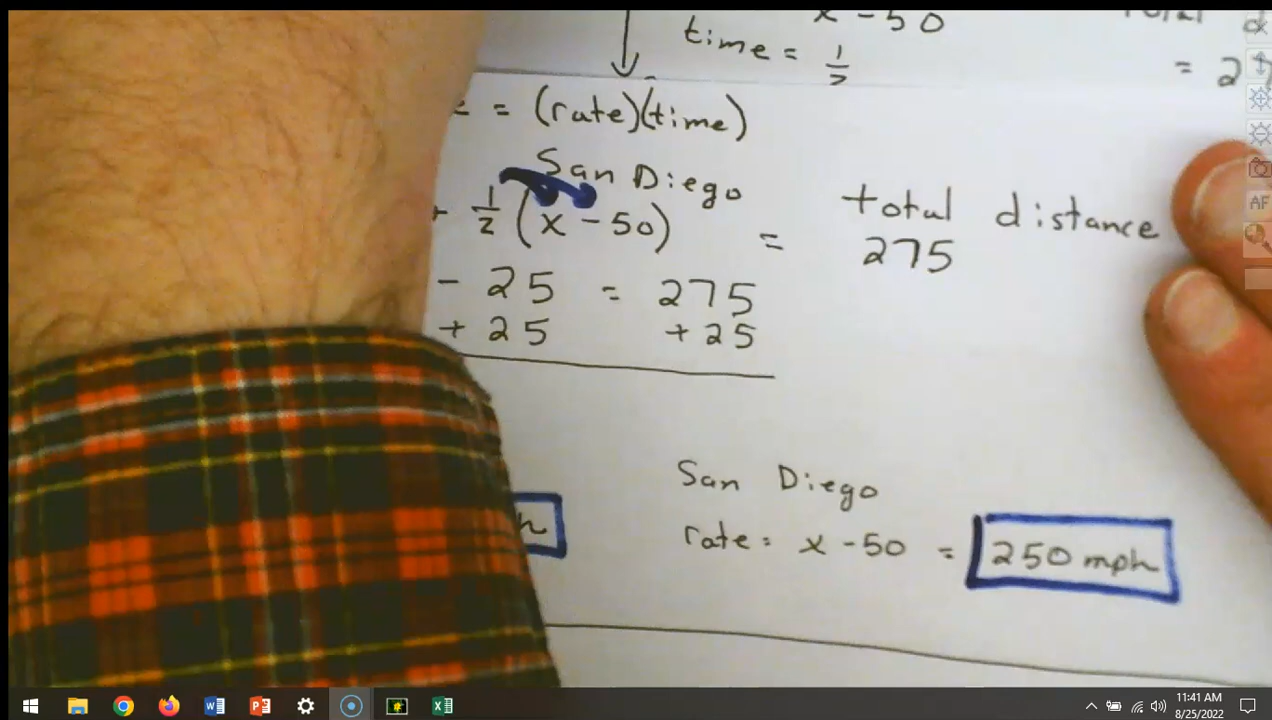 x - 50
time = 1/2
= (rate)(time)
San Diego
+ 1/2 (x - 50) =
total distance
275
- 25 = 275
+ 25 + 25
San Diego
rate: x - 50 = 250 mph
AF
11:41 AM
8/25/2022